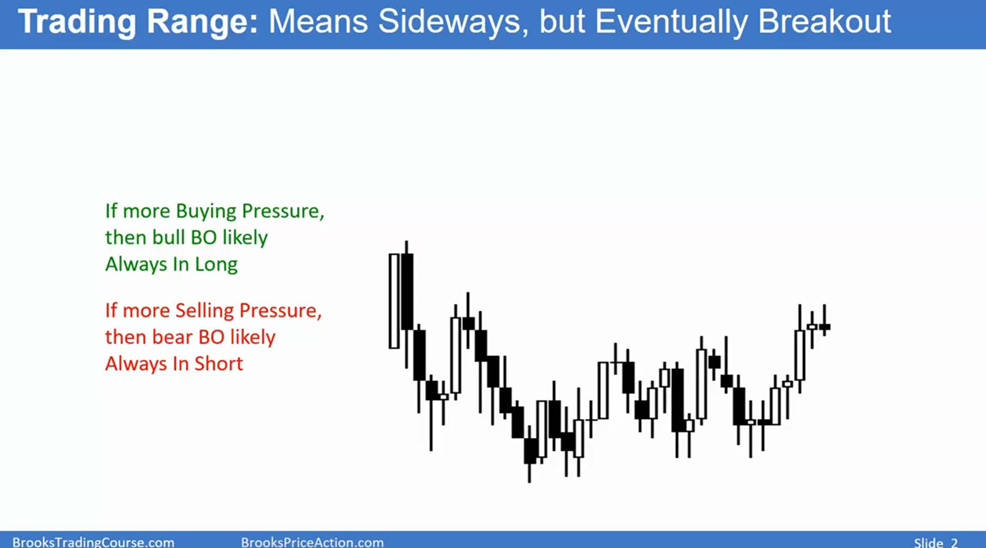 Trading Range: Means Sideways, but Eventually Breakout
If more Buying Pressure,
then bull BO likely
Always In Long
If more Selling Pressure,
then bear BO likely
Always In Short
BrooksTradingCourse.com
BrooksPriceAction.com
Slide 2